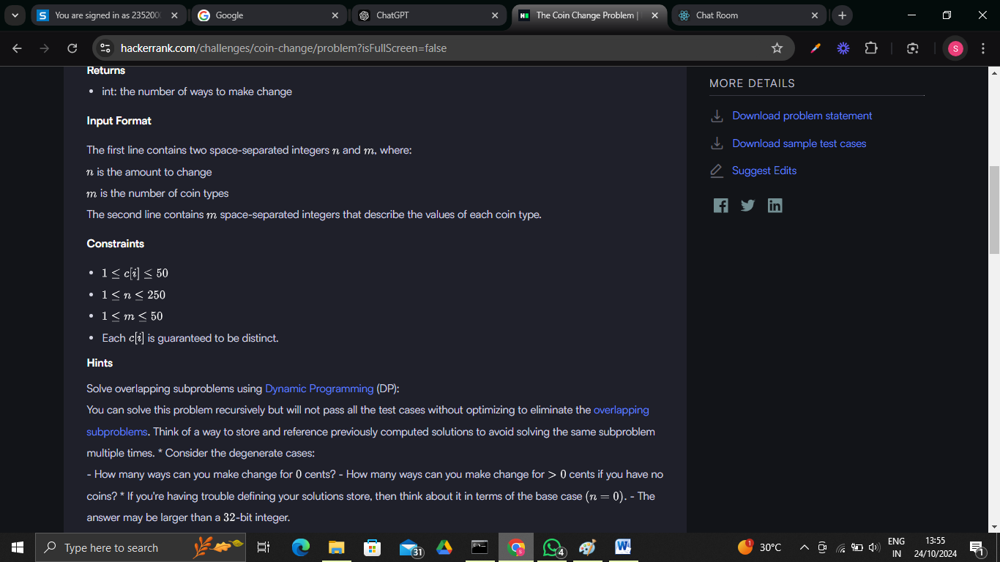 You are signed in as 2352000
Google
ChatGPT
The Coin Change Problem |
Chat Room
hackerrank.com/challenges/coin-change/problem?isFullScreen=false
S
Returns
• int: the number of ways to make change
Input Format
The first line contains two space-separated integers n and m, where:
n is the amount to change
m is the number of coin types
The second line contains m space-separated integers that describe the values of each coin type.
Constraints
• 1 ≤ c[i] ≤ 50
• 1 ≤ n ≤ 250
• 1 ≤ m ≤ 50
• Each c[i] is guaranteed to be distinct.
Hints
Solve overlapping subproblems using Dynamic Programming (DP):
You can solve this problem recursively but will not pass all the test cases without optimizing to eliminate the overlapping
subproblems. Think of a way to store and reference previously computed solutions to avoid solving the same subproblem
multiple times. * Consider the degenerate cases:
- How many ways can you make change for 0 cents? - How many ways can you make change for > 0 cents if you have no
coins? * If you're having trouble defining your solutions store, then think about it in terms of the base case (n = 0). - The
answer may be larger than a 32-bit integer.
MORE DETAILS
Download problem statement
Download sample test cases
Suggest Edits
Type here to search
31
4
1
30°C
ENG
IN
13:55
24/10/2024
1